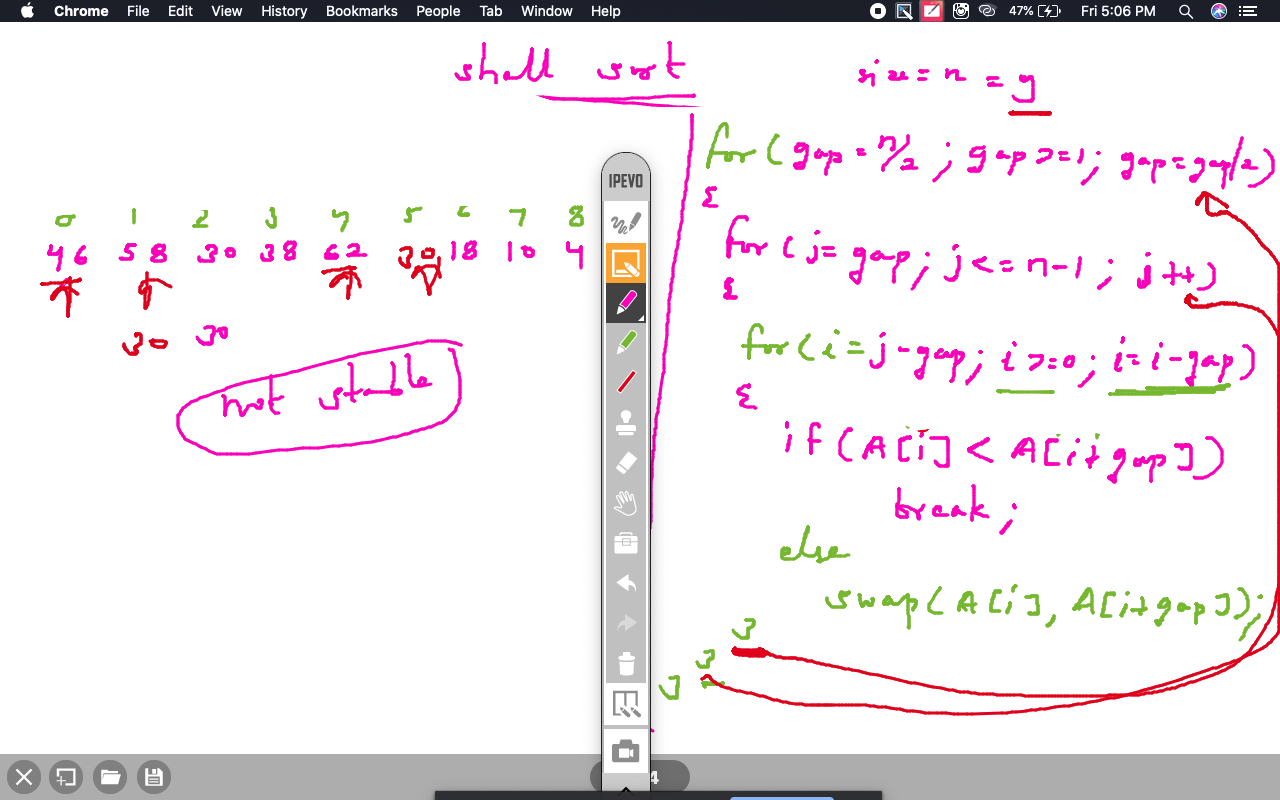 Chrome File Edit View History Bookmarks People Tab Window Help 47% Fri 5:06 PM
shell sort
size = n = 9
for( gap = n/2 ; gap >= 1; gap = gap/2)
{
for( j = gap; j <= n-1 ; j++)
{
for( i = j-gap; i >= 0; i = i-gap)
{
if( A[i] < A[i+gap])
break;
else
swap( A[i], A[i+gap]);
}
}
}
0 1 2 3 4 5 6 7 8
46 58 30 38 62 30 18 10 4
30 30
not stable
IPEVO
4